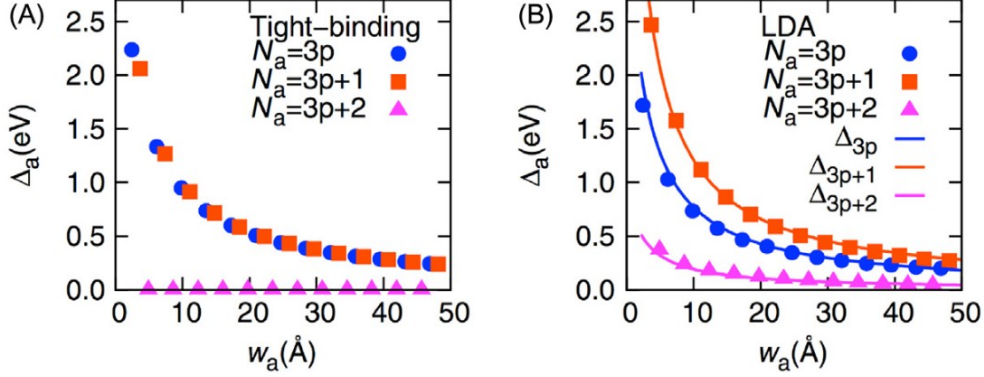 (A)
2.5
2.0
1.5
1.0
0.5
0.0
Δa(eV)
Tight-binding
Na=3p
Na=3p+1
Na=3p+2
0 10 20 30 40 50
wa(Å)
(B)
2.5
2.0
1.5
1.0
0.5
0.0
Δa(eV)
LDA
Na=3p
Na=3p+1
Na=3p+2
Δ3p
Δ3p+1
Δ3p+2
0 10 20 30 40 50
wa(Å)